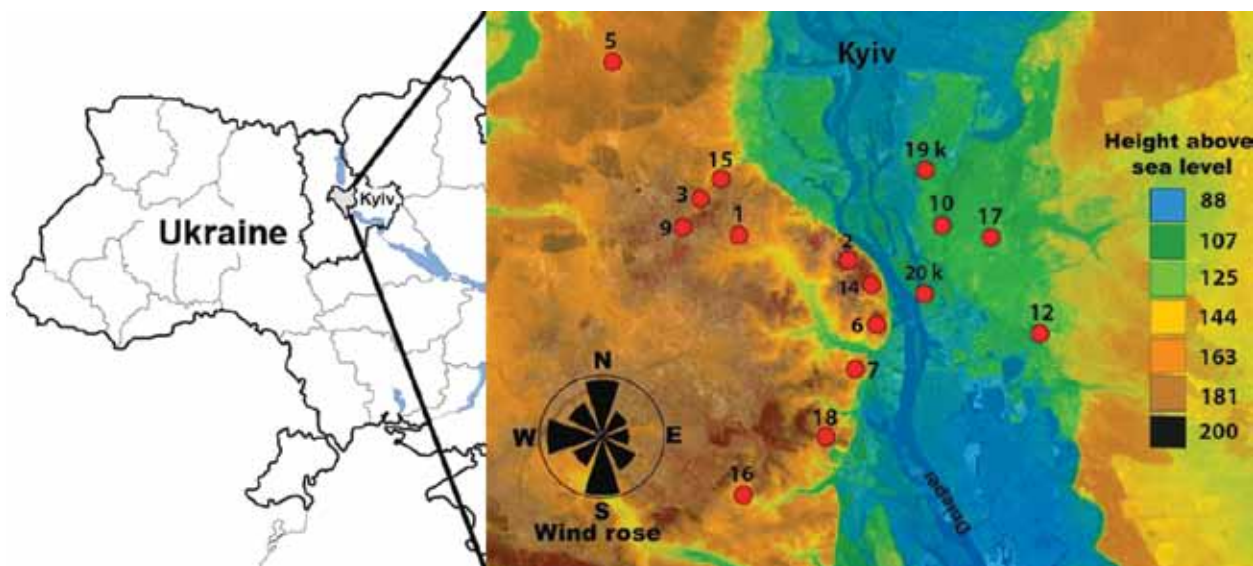 Ukraine
Kyiv
Kyiv
5
15
3
9
1
2
14
6
7
18
16
19 k
10
17
20 k
12
Dnieper
N
W
E
S
Wind rose
Height above
sea level
88
107
125
144
163
181
200